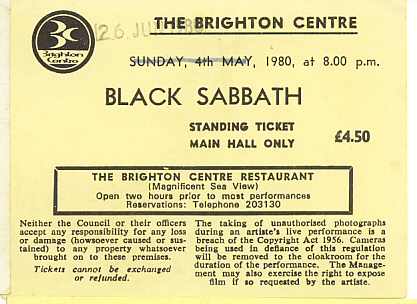 THE BRIGHTON CENTRE
Brighton
Centre
SUNDAY, 4th MAY, 1980, at 8.00 p.m.
BLACK SABBATH
STANDING TICKET
MAIN HALL ONLY
£4.50
THE BRIGHTON CENTRE RESTAURANT
(Magnificent Sea View)
Open two hours prior to most performances
Reservations: Telephone 203130
Neither the Council or their officers
accept any responsibility for any loss
or damage (howsoever caused or sus-
tained) to any property whatsoever
brought on to these premises.
Tickets cannot be exchanged
or refunded.
The taking of unauthorised photographs
during an artiste's live performance is a
breach of the Copyright Act 1956. Cameras
being used in defiance of this regulation
will be removed to the cloakroom for the
duration of the performance. The Manage-
ment may also exercise the right to expose
film if so requested by the artiste.